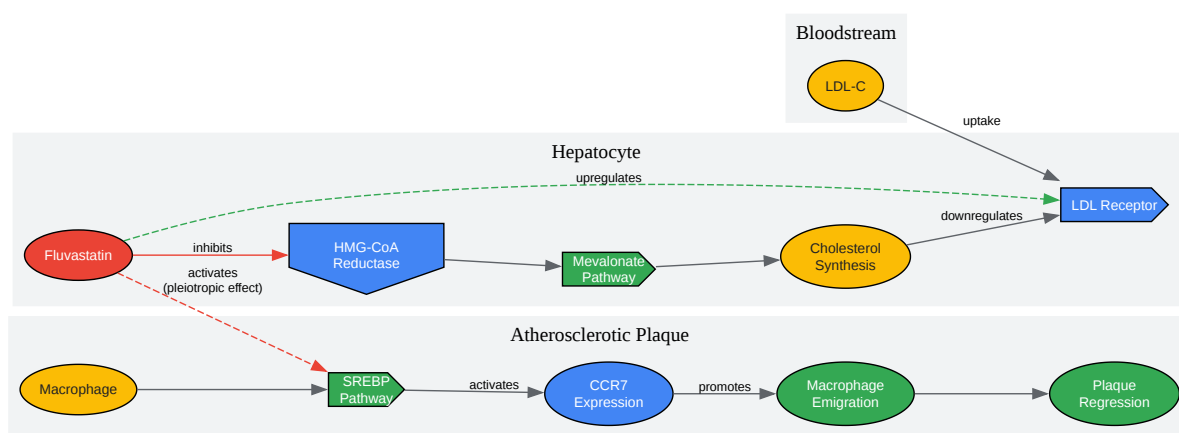 Bloodstream
LDL-C
uptake
Hepatocyte
upregulates
LDL Receptor
downregulates
Fluvastatin
inhibits
HMG-CoA
Reductase
Mevalonate
Pathway
Cholesterol
Synthesis
activates
(pleiotropic effect)
Atherosclerotic Plaque
Macrophage
SREBP
Pathway
activates
CCR7
Expression
promotes
Macrophage
Emigration
Plaque
Regression